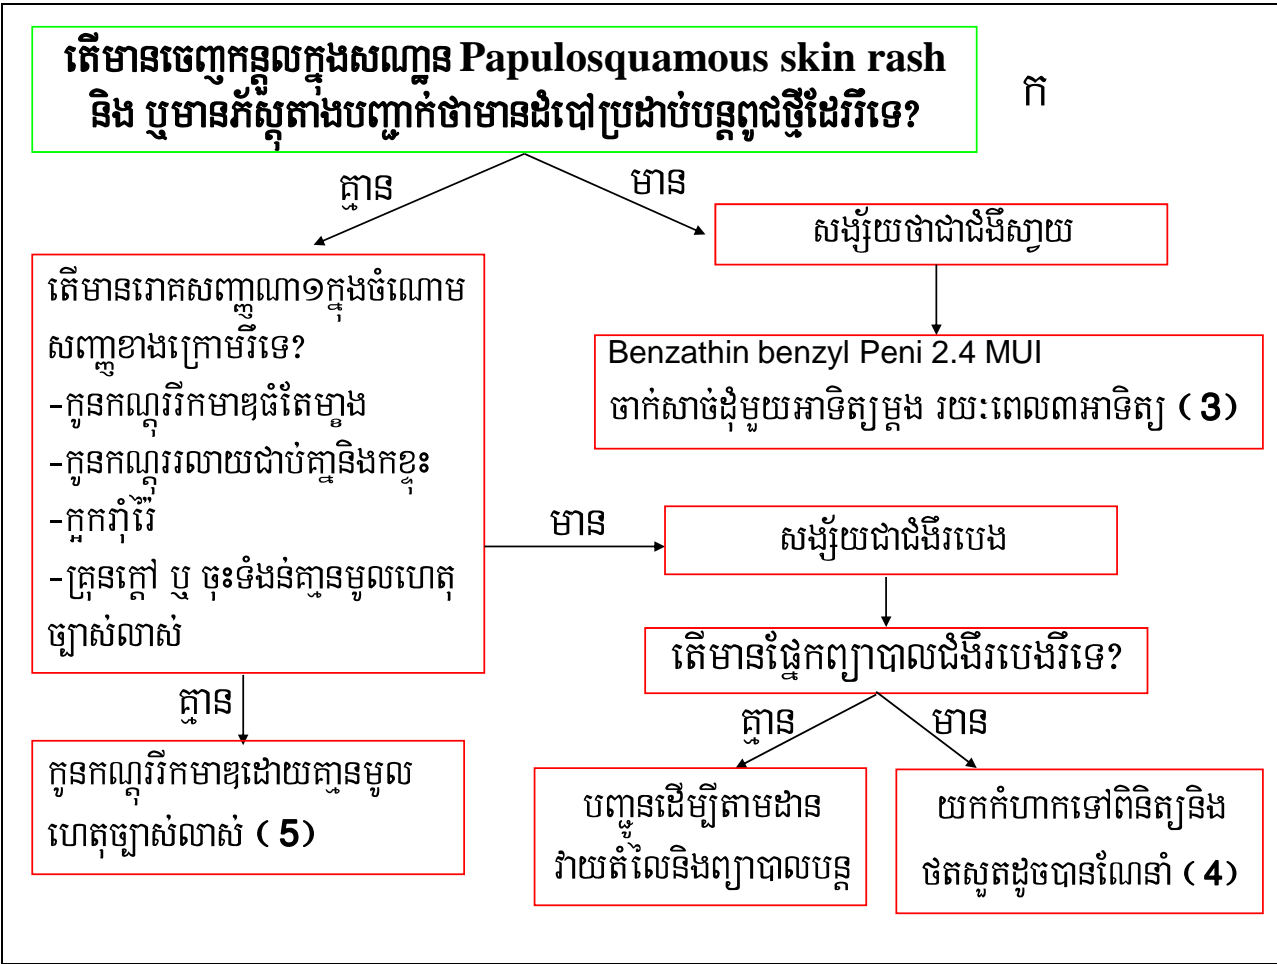 តើមានចេញកន្តួលក្នុងសណ្ឋាន Papulosquamous skin rash
និង ឬមានភ័ស្តុតាងបញ្ជាក់ថាមានដំបៅប្រដាប់បន្តពូជថ្មីដែររឺទេ?
ក
គ្មាន
មាន
សង្ស័យថាជាជំងឺស្វាយ
តើមានរោគសញ្ញាណា១ក្នុងចំណោម
សញ្ញាខាងក្រោមរឺទេ?
-កូនកណ្តុររីកមាឌធំតែម្ខាង
-កូនកណ្តុររលាយជាប់គ្នានិងកខ្ទុះ
-ក្អករ៉ាំរ៉ៃ
-គ្រុនក្តៅ ឬ ចុះទំងន់គ្មានមូលហេតុ
ច្បាស់លាស់
Benzathin benzyl Peni 2.4 MUI
ចាក់សាច់ដុំមួយអាទិត្យម្តង រយៈពេល៣អាទិត្យ (3)
មាន
សង្ស័យជាជំងឺរបេង
តើមានផ្នែកព្យាបាលជំងឺរបេងរឺទេ?
គ្មាន
គ្មាន
មាន
កូនកណ្តុររីកមាឌដោយគ្មានមូល
ហេតុច្បាស់លាស់ (5)
បញ្ជូនដើម្បីតាមដាន
វាយតំលៃនិងព្យាបាលបន្ត
យកកំហាកទៅពិនិត្យនិង
ថតសួតដូចបានណែនាំ (4)